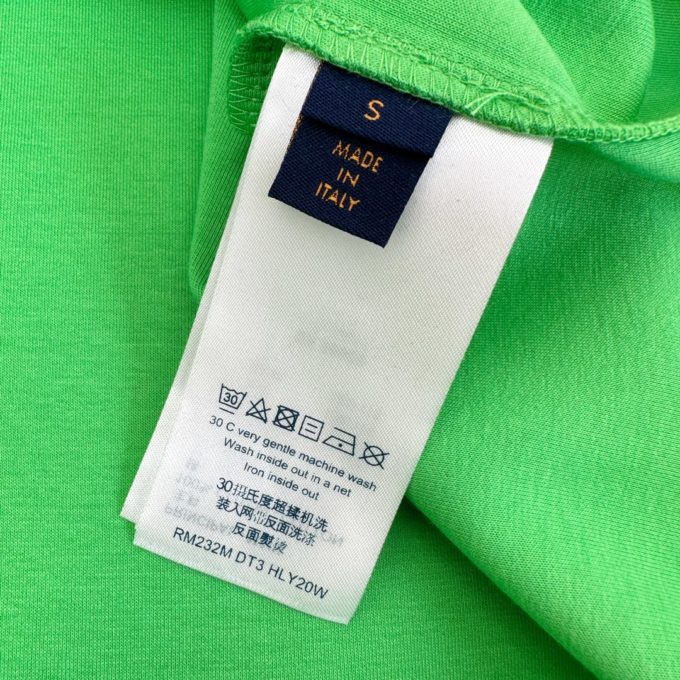 S
MADE
IN
ITALY
30
30 C very gentle machine wash
Wash inside out in a net
Iron inside out
30摄氏度超揉机洗
装入网带反面洗涤
反面熨烫
RM232M DT3 HLY20W